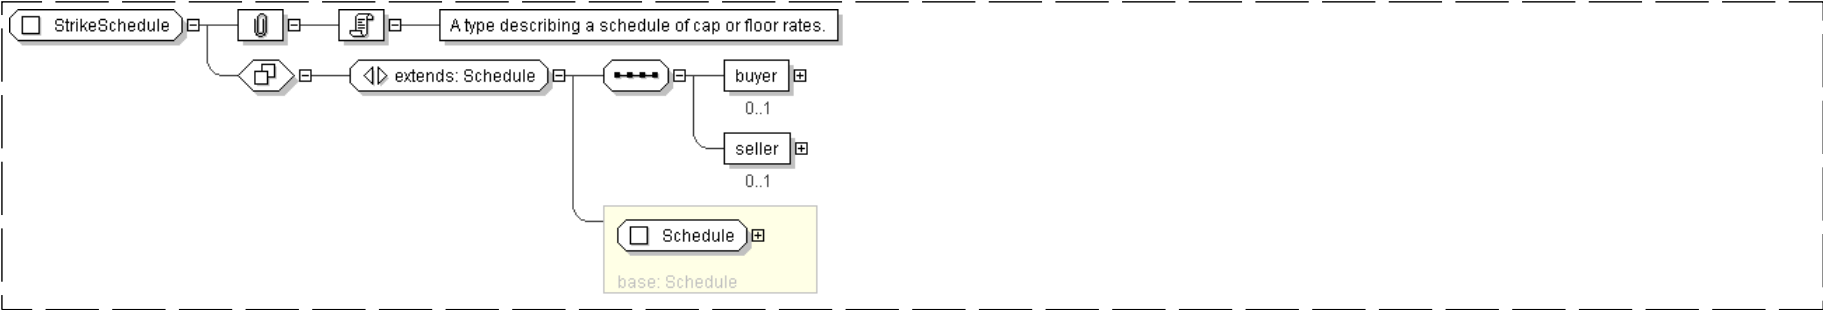 StrikeSchedule
A type describing a schedule of cap or floor rates.
extends: Schedule
buyer
0..1
seller
0..1
Schedule
base: Schedule